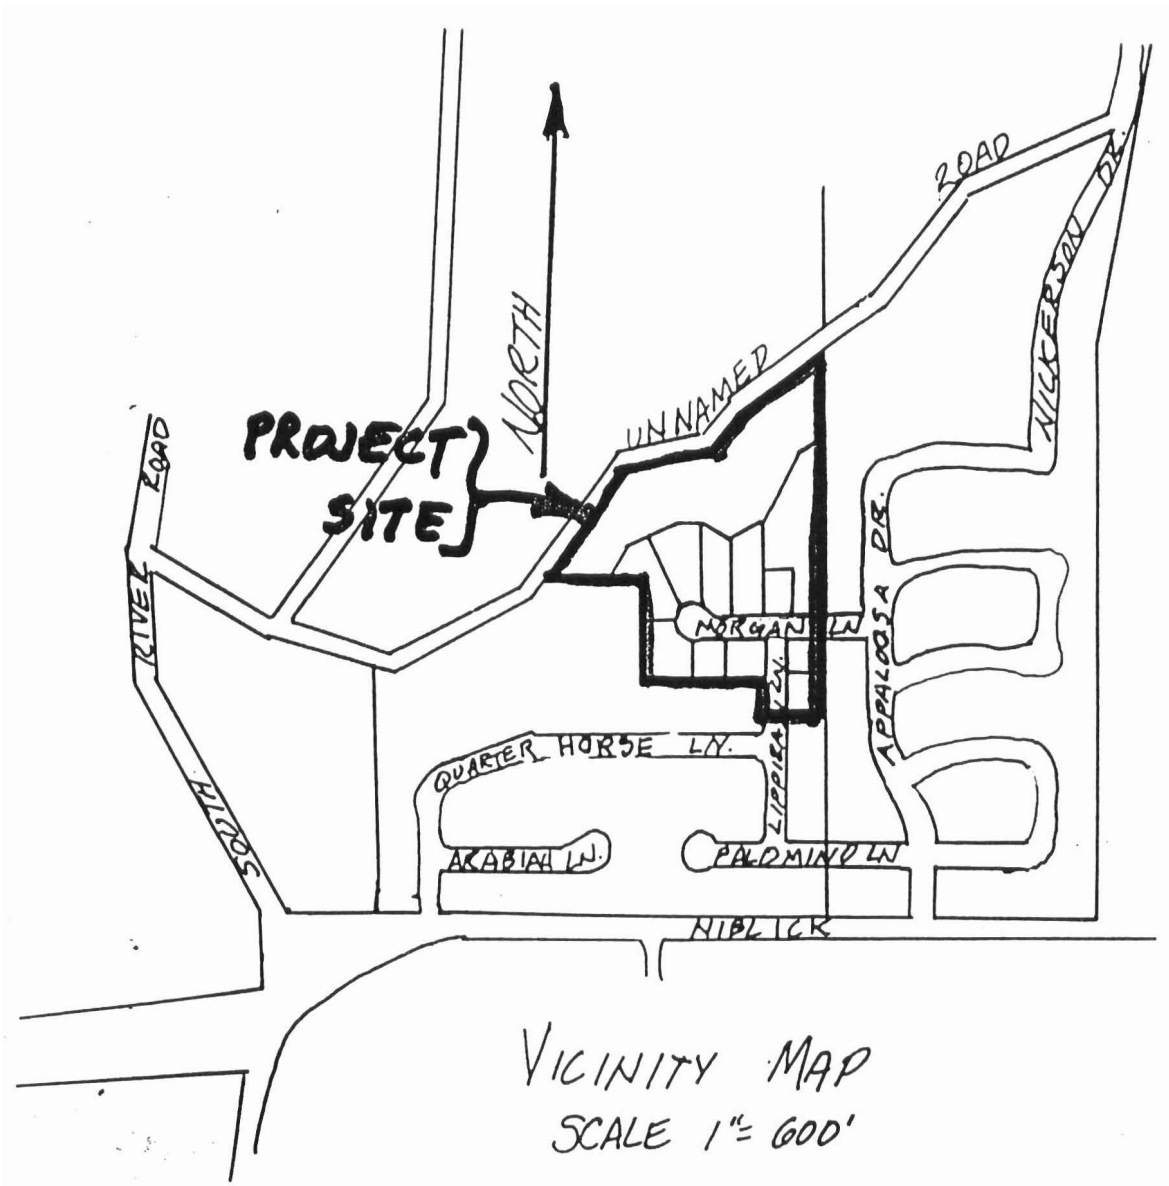 ROAD
NICKERSON DR.
NORTH
UNNAMED
PROJECT
SITE
ROAD
RIVER
SOUTH
APPALOOSA DR.
MORGAN LN
LIPPIZAN LN.
QUARTER HORSE LN.
ARABIAN LN.
PALOMINO LN
NIBLICK
VICINITY MAP
SCALE 1"= 600'